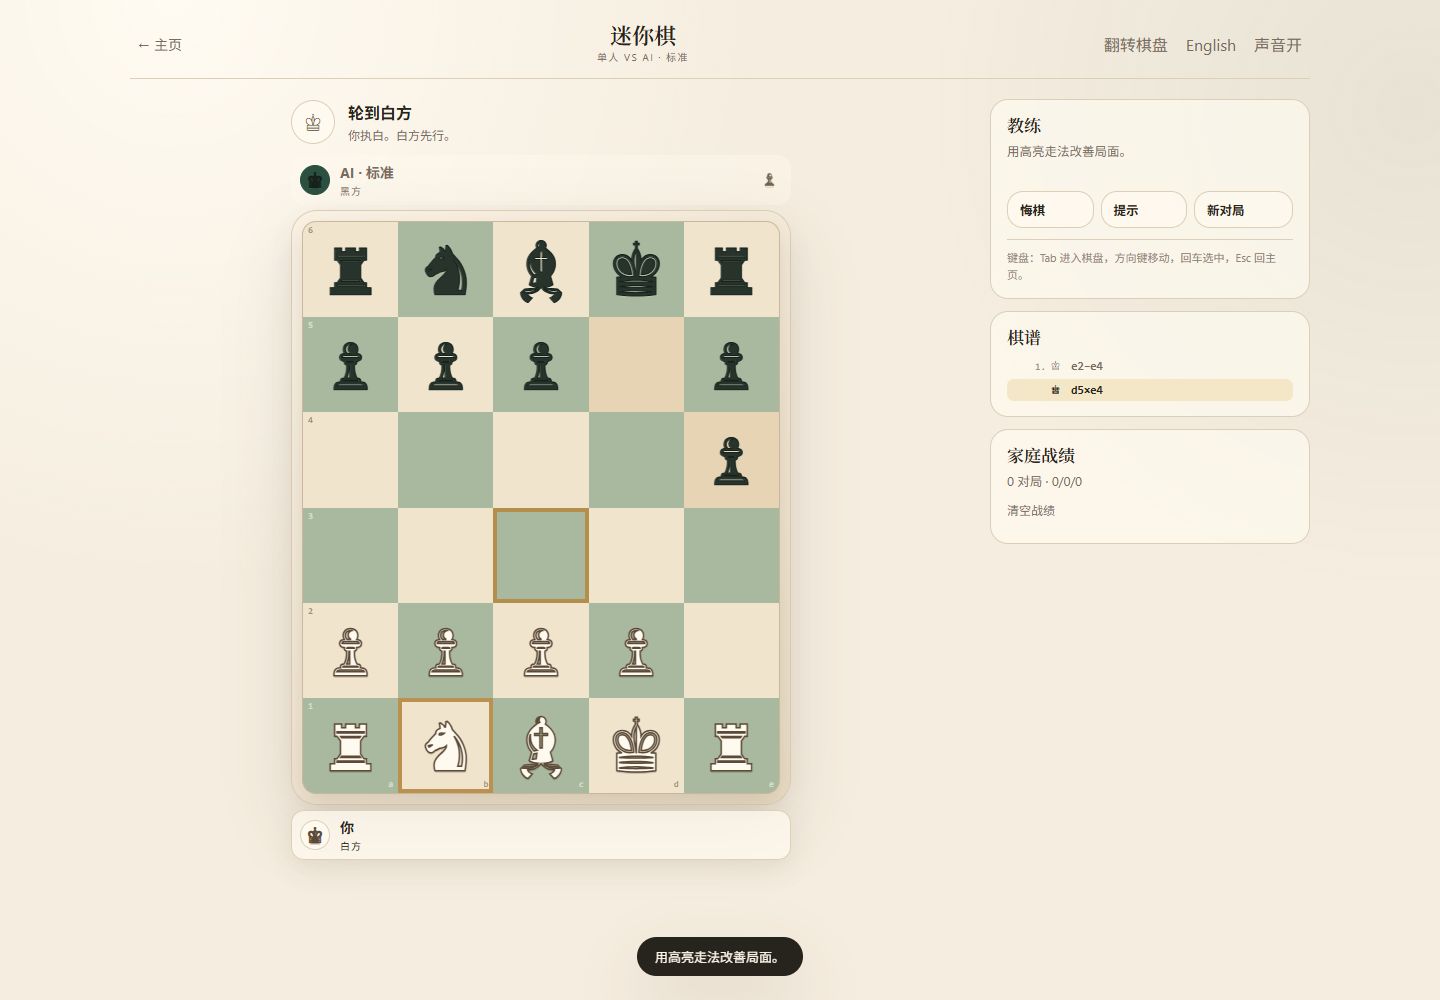 ← 主页
迷你棋
单人 VS AI · 标准
翻转棋盘 English 声音开
轮到白方
你执白。白方先行。
AI · 标准
黑方
6
5
4
3
2
1
a b c d e
你
白方
教练
用高亮走法改善局面。
悔棋 提示 新对局
键盘：Tab 进入棋盘，方向键移动，回车选中，Esc 回主
页。
棋谱
1. ♔ e2–e4
♚ d5×e4
家庭战绩
0 对局 · 0/0/0
清空战绩
用高亮走法改善局面。